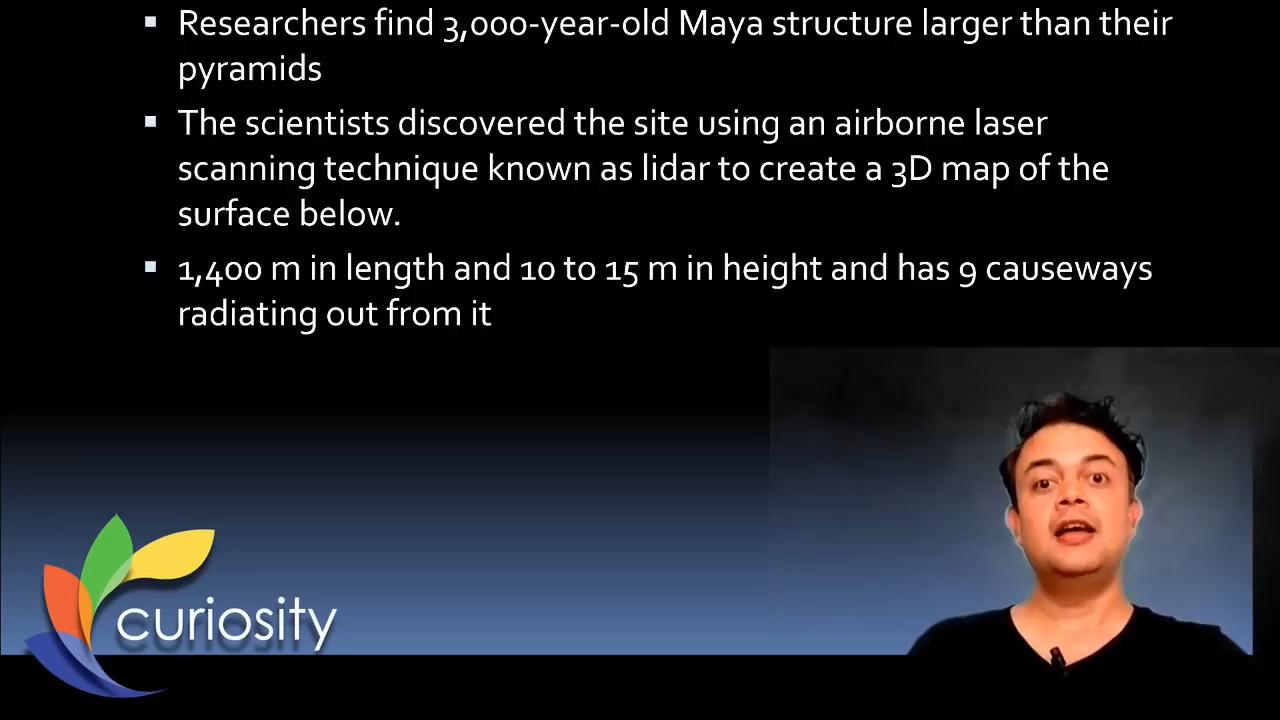 ▪ Researchers find 3,000-year-old Maya structure larger than their
pyramids
▪ The scientists discovered the site using an airborne laser
scanning technique known as lidar to create a 3D map of the
surface below.
▪ 1,400 m in length and 10 to 15 m in height and has 9 causeways
radiating out from it
curiosity